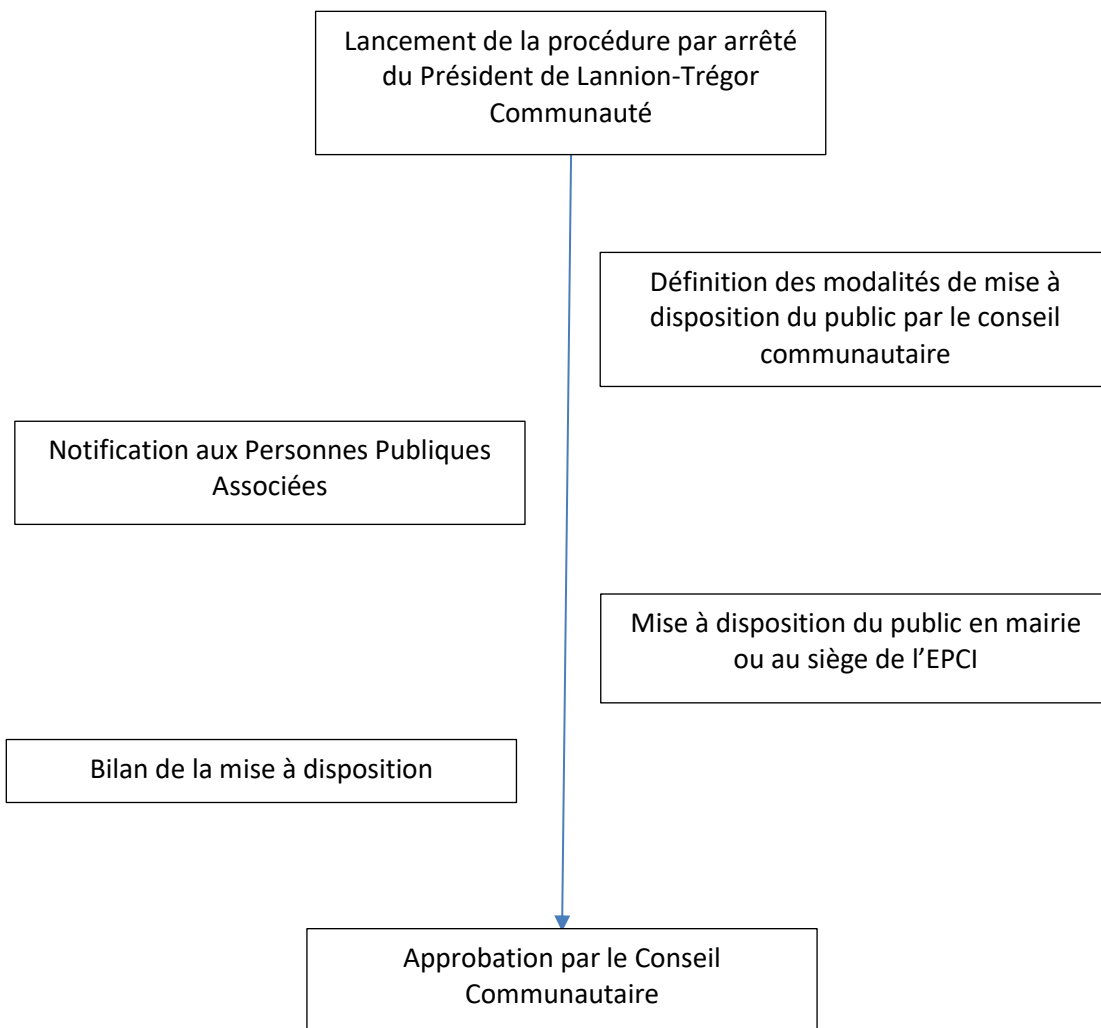 Lancement de la procédure par arrêté
du Président de Lannion-Trégor
Communauté
Définition des modalités de mise à
disposition du public par le conseil
communautaire
Notification aux Personnes Publiques
Associées
Mise à disposition du public en mairie
ou au siège de l’EPCI
Bilan de la mise à disposition
Approbation par le Conseil
Communautaire